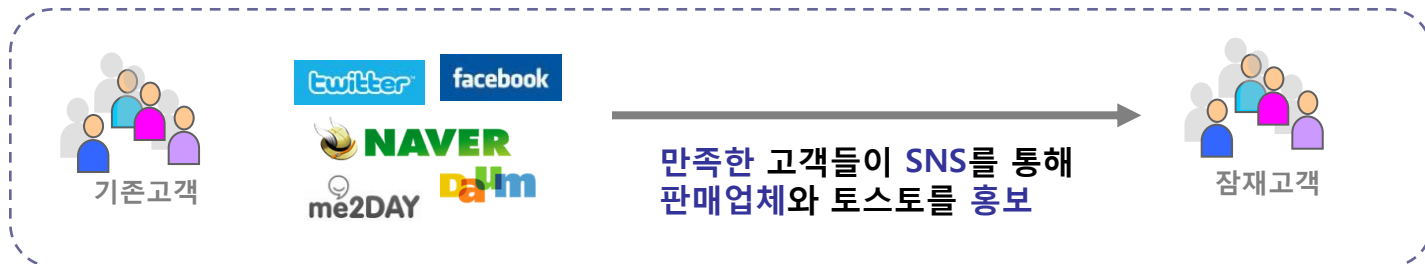 기존고객
twitter
facebook
NAVER
me2DAY
Daum
만족한 고객들이 SNS를 통해
판매업체와 토스토를 홍보
잠재고객